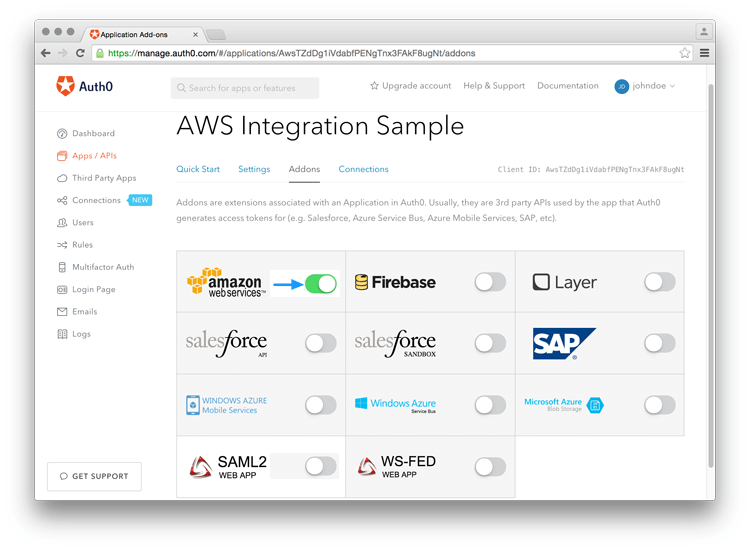 Application Add-ons
https://manage.auth0.com/#/applications/AwsTZdDg1iVdabfPENgTnx3FAkF8ugNt/addons
Auth0
Search for apps or features
Upgrade account
Help & Support
Documentation
JD
johndoe
Dashboard
Apps / APIs
Third Party Apps
Connections NEW
Users
Rules
Multifactor Auth
Login Page
Emails
Logs
GET SUPPORT
AWS Integration Sample
Quick Start
Settings
Addons
Connections
Client ID: AwsTZdDg1iVdabfPENgTnx3FAkF8ugNt
Addons are extensions associated with an Application in Auth0. Usually, they are 3rd party APIs used by the app that Auth0
generates access tokens for (e.g. Salesforce, Azure Service Bus, Azure Mobile Services, SAP, etc).
amazon
webservices™
Firebase
Layer
salesforce
API
salesforce
SANDBOX
SAP®
WINDOWS AZURE
Mobile Services
Windows Azure
Service Bus
Microsoft Azure
Blob Storage
SAML2
WEB APP
WS-FED
WEB APP